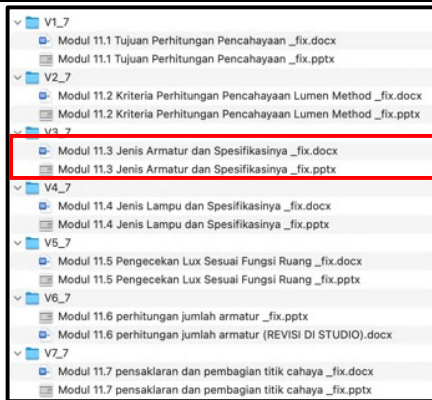 V1_7
Modul 11.1 Tujuan Perhitungan Pencahayaan _fix.docx
Modul 11.1 Tujuan Perhitungan Pencahayaan _fix.pptx
V2_7
Modul 11.2 Kriteria Perhitungan Pencahayaan Lumen Method _fix.docx
Modul 11.2 Kriteria Perhitungan Pencahayaan Lumen Method _fix.pptx
V3_7
Modul 11.3 Jenis Armatur dan Spesifikasinya _fix.docx
Modul 11.3 Jenis Armatur dan Spesifikasinya _fix.pptx
V4_7
Modul 11.4 Jenis Lampu dan Spesifikasinya _fix.docx
Modul 11.4 Jenis Lampu dan Spesifikasinya _fix.pptx
V5_7
Modul 11.5 Pengecekan Lux Sesuai Fungsi Ruang _fix.docx
Modul 11.5 Pengecekan Lux Sesuai Fungsi Ruang _fix.pptx
V6_7
Modul 11.6 perhitungan jumlah armatur _fix.pptx
Modul 11.6 perhitungan jumlah armatur (REVISI DI STUDIO).docx
V7_7
Modul 11.7 pensaklaran dan pembagian titik cahaya _fix.docx
Modul 11.7 pensaklaran dan pembagian titik cahaya _fix.pptx